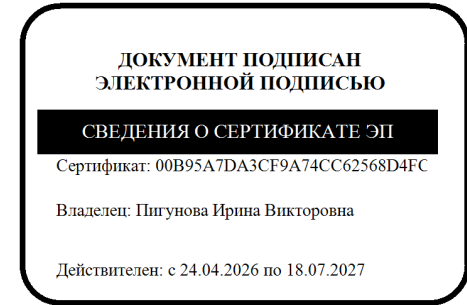 ДОКУМЕНТ ПОДПИСАН
ЭЛЕКТРОННОЙ ПОДПИСЬЮ
СВЕДЕНИЯ О СЕРТИФИКАТЕ ЭП
Сертификат: 00B95A7DA3CF9A74CC62568D4FC
Владелец: Пигунова Ирина Викторовна
Действителен: с 24.04.2026 по 18.07.2027